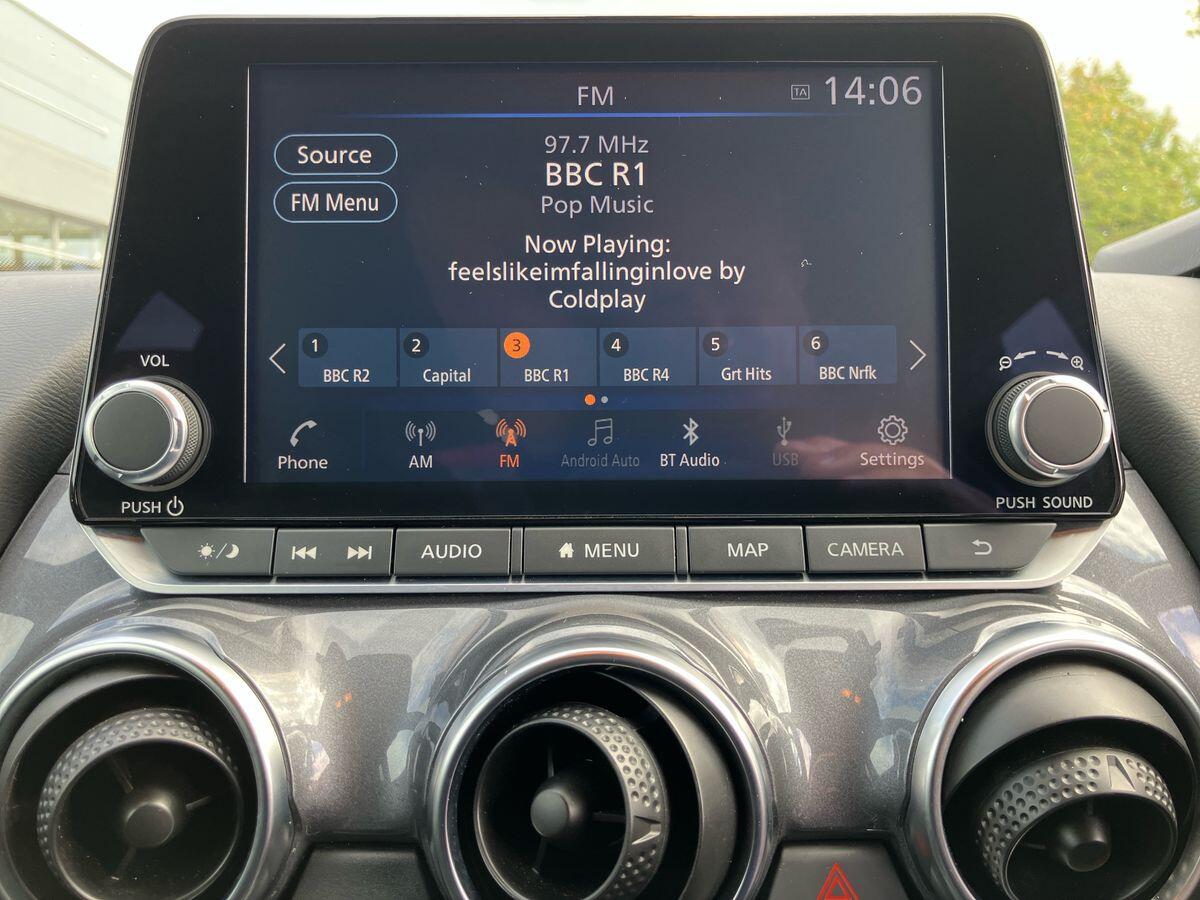 FM
TA 14:06
Source
FM Menu
97.7 MHz
BBC R1
Pop Music
Now Playing:
feelslikeimfallinginlove by
Coldplay
1 2 3 4 5 6
BBC R2 Capital BBC R1 BBC R4 Grt Hits BBC Nrfk
Phone AM FM Android Auto BT Audio USB Settings
VOL
PUSH
PUSH SOUND
AUDIO MENU MAP CAMERA